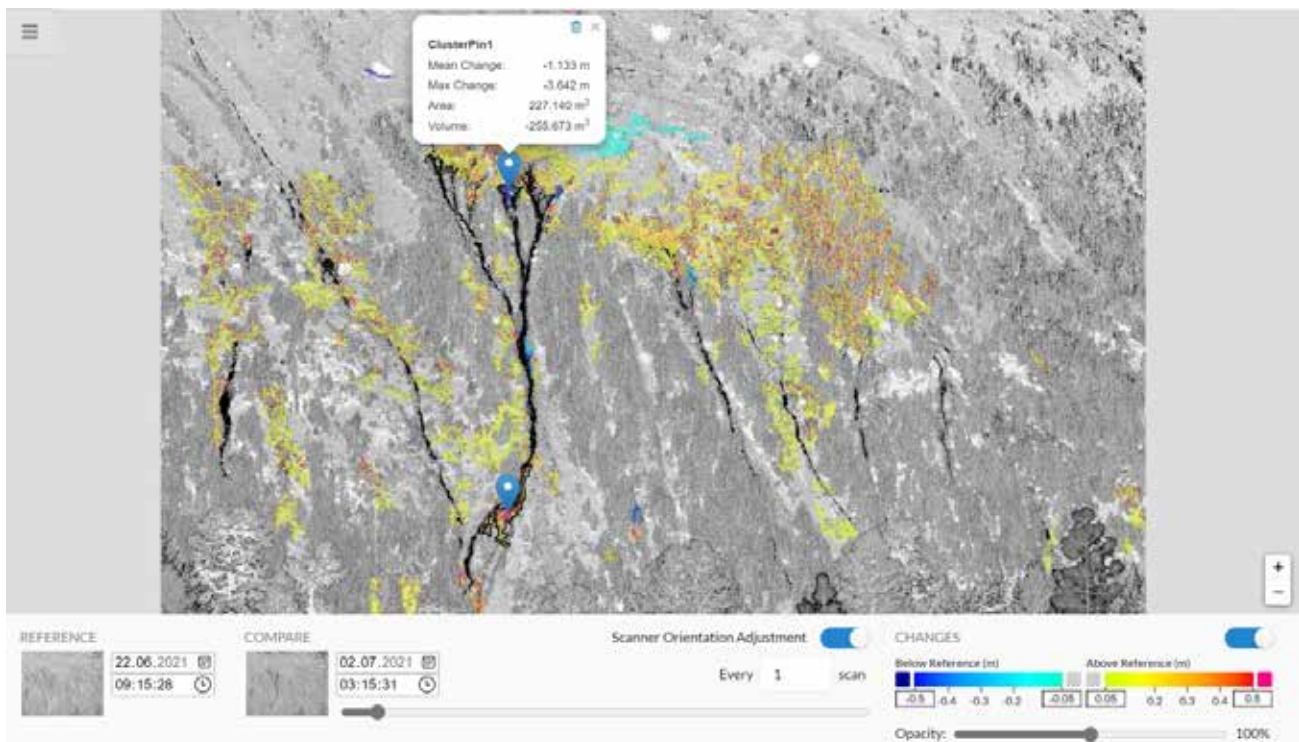 ClusterPin1
Mean Change: -1.133 m
Max Change: -3.642 m
Area: 227.140 m²
Volume: -255.673 m³
REFERENCE
22.06.2021
09:15:28
COMPARE
02.07.2021
03:15:31
Scanner Orientation Adjustment
Every 1 scan
CHANGES
Below Reference (m) Above Reference (m)
-0.5 -0.4 -0.3 -0.2 -0.05 0.05 0.2 0.3 0.4 0.5
Opacity: 100%
+
−